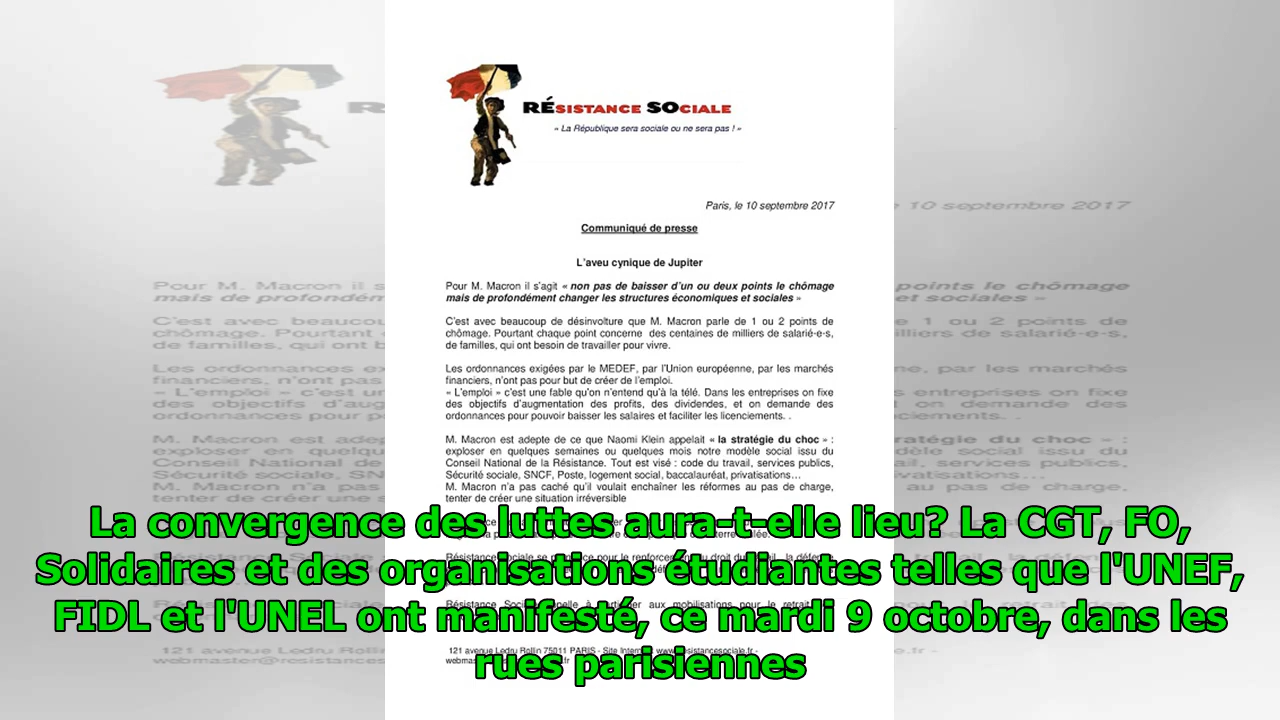 RÉSISTANCE SOCIALE
« La République sera sociale ou ne sera pas ! »
Paris, le 10 septembre 2017
Communiqué de presse
L'aveu cynique de Jupiter
Pour M. Macron il s'agit « non pas de baisser d'un ou deux points le chômage
mais de profondément changer les structures économiques et sociales »
C'est avec beaucoup de désinvolture que M. Macron parle de 1 ou 2 points de
chômage. Pourtant chaque point concerne des centaines de milliers de salarié-e-s,
de familles, qui ont besoin de travailler pour vivre.
Les ordonnances exigées par le MEDEF, par l'Union européenne, par les marchés
financiers, n'ont pas pour but de créer de l'emploi.
« L'emploi » c'est une fable qu'on n'entend qu'à la télé. Dans les entreprises on fixe
des objectifs d'augmentation des profits, des dividendes, et on demande des
ordonnances pour pouvoir baisser les salaires et faciliter les licenciements. .
M. Macron est adepte de ce que Naomi Klein appelait « la stratégie du choc » :
exploser en quelques semaines ou quelques mois notre modèle social issu du
Conseil National de la Résistance. Tout est visé : code du travail, services publics,
Sécurité sociale, SNCF, Poste, logement social, baccalauréat, privatisations…
M. Macron n'a pas caché qu'il voulait enchaîner les réformes au pas de charge,
tenter de créer une situation irréversible
La convergence des luttes aura-t-elle lieu? La CGT, FO,
Solidaires et des organisations étudiantes telles que l'UNEF,
FIDL et l'UNEL ont manifesté, ce mardi 9 octobre, dans les
rues parisiennes
121 avenue Ledru Rollin 75011 PARIS - Site Internet www.resistancesociale.fr -